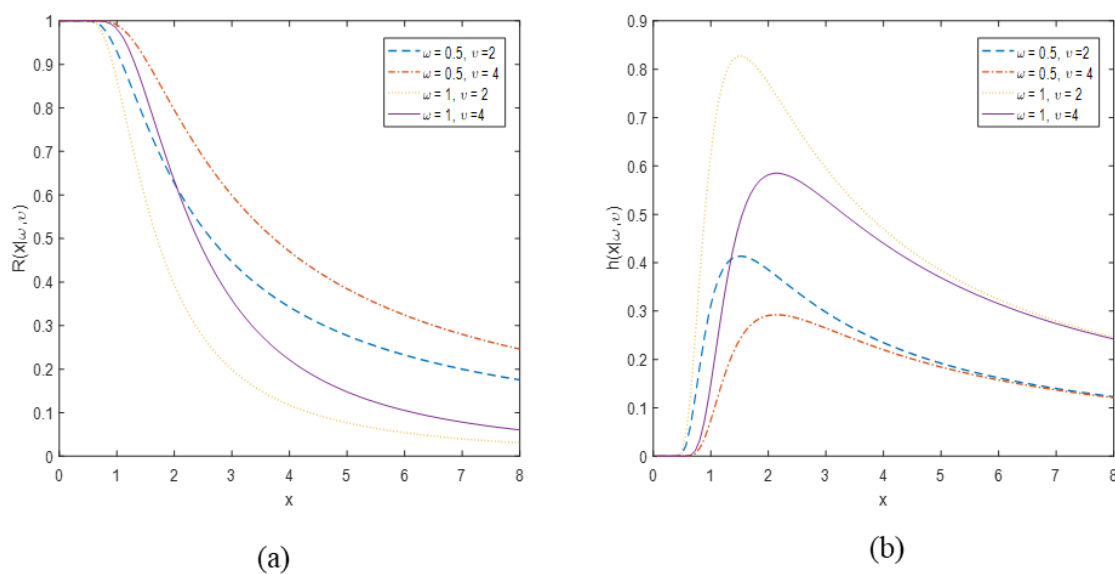 1
0.9
0.8
0.7
0.6
0.5
0.4
0.3
0.2
0.1
0
R(x|ω,υ)
0 1 2 3 4 5 6 7 8
x
ω = 0.5, υ =2
ω = 0.5, υ = 4
ω = 1, υ = 2
ω = 1, υ =4
(a)
0.9
0.8
0.7
0.6
0.5
0.4
0.3
0.2
0.1
0
h(x|ω,υ)
0 1 2 3 4 5 6 7 8
x
ω = 0.5, υ =2
ω = 0.5, υ = 4
ω = 1, υ = 2
ω = 1, υ =4
(b)